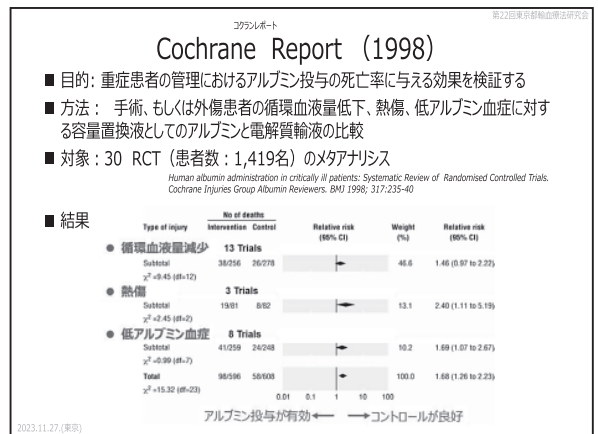 第22回東京都輸血療法研究会
コクランレポート
Cochrane Report (1998)
■ 目的: 重症患者の管理におけるアルブミン投与の死亡率に与える効果を検証する
■ 方法： 手術、もしくは外傷患者の循環血液量低下、熱傷、低アルブミン血症に対す
る容量置換液としてのアルブミンと電解質輸液の比較
■ 対象：30 RCT（患者数：1,419名）のメタアナリシス
Human albumin administration in critically ill patients: Systematic Review of Randomised Controlled Trials.
Cochrane Injuries Group Albumin Reviewers. BMJ 1998; 317:235-40
■ 結果
No of deaths
Type of injury Intervention Control Relative risk (95% CI) Weight (%) Relative risk (95% CI)
● 循環血液量減少 13 Trials
Subtotal 38/256 26/278 46.6 1.46 (0.97 to 2.22)
χ² =9.45 (df=12)
● 熱傷 3 Trials
Subtotal 19/81 8/82 13.1 2.40 (1.11 to 5.19)
χ² =2.45 (df=2)
● 低アルブミン血症 8 Trials
Subtotal 41/259 24/248 10.2 1.69 (1.07 to 2.67)
χ² =0.99 (df=7)
Total 98/596 58/608 100.0 1.68 (1.26 to 2.23)
χ² =15.32 (df=23)
0.01 0.1 1 10 100
アルブミン投与が有効← →コントロールが良好
2023.11.27.(東京)